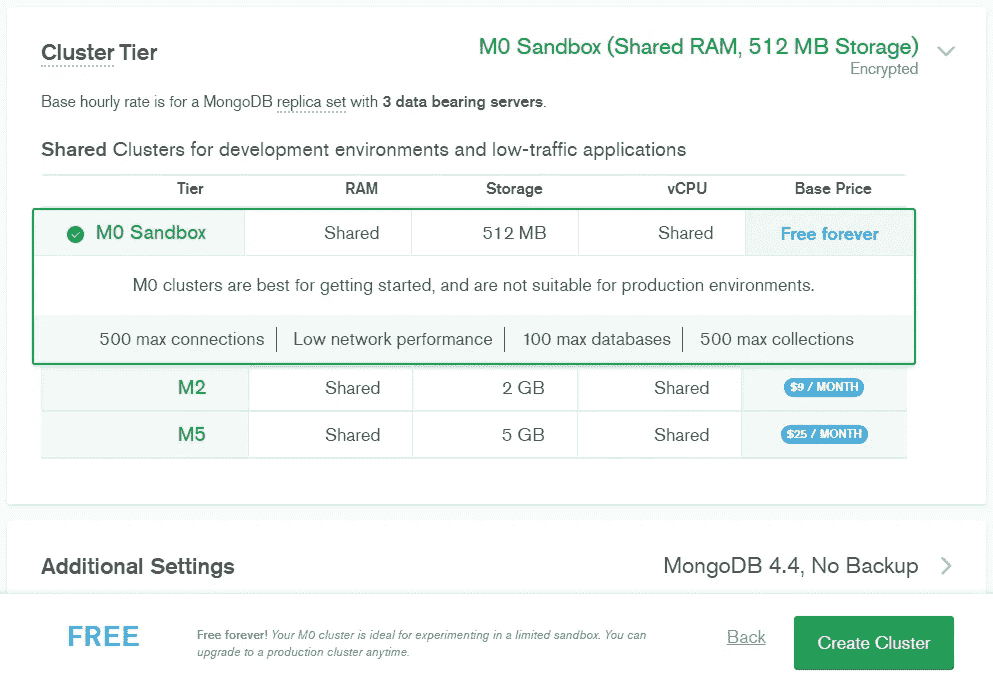 Cluster Tier
M0 Sandbox (Shared RAM, 512 MB Storage)
Encrypted
Base hourly rate is for a MongoDB replica set with 3 data bearing servers.
Shared Clusters for development environments and low-traffic applications
Tier RAM Storage vCPU Base Price
M0 Sandbox Shared 512 MB Shared Free forever
M0 clusters are best for getting started, and are not suitable for production environments.
500 max connections Low network performance 100 max databases 500 max collections
M2 Shared 2 GB Shared $9 / MONTH
M5 Shared 5 GB Shared $25 / MONTH
Additional Settings MongoDB 4.4, No Backup
FREE
Free forever! Your M0 cluster is ideal for experimenting in a limited sandbox. You can
upgrade to a production cluster anytime.
Back
Create Cluster